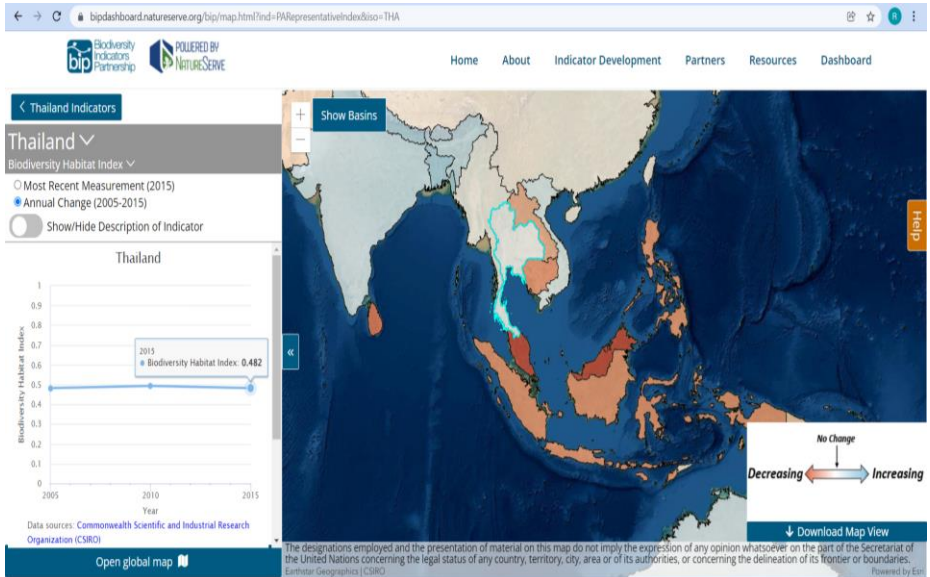 bipdashboard.natureserve.org/bip/map.html?ind=PARepresentativeIndex&iso=THA
R
bip
Biodiversity
Indicators
Partnership
POWERED BY
NATURESERVE
Home About Indicator Development Partners Resources Dashboard
Thailand Indicators
Thailand
Biodiversity Habitat Index
Most Recent Measurement (2015)
Annual Change (2005-2015)
Show/Hide Description of Indicator
Thailand
Biodiversity Habitat Index
1
0.9
0.8
0.7
0.6
0.5
0.4
0.3
0.2
0.1
0
2015
Biodiversity Habitat Index: 0.482
2005 2010 2015
Year
Data sources: Commonwealth Scientific and Industrial Research
Organization (CSIRO)
Open global map
+
−
Show Basins
«
Help
No Change
Decreasing Increasing
Download Map View
The designations employed and the presentation of material on this map do not imply the expression of any opinion whatsoever on the part of the Secretariat of
the United Nations concerning the legal status of any country, territory, city, area or of its authorities, or concerning the delineation of its frontier or boundaries.
Earthstar Geographics | CSIRO Powered by Esri